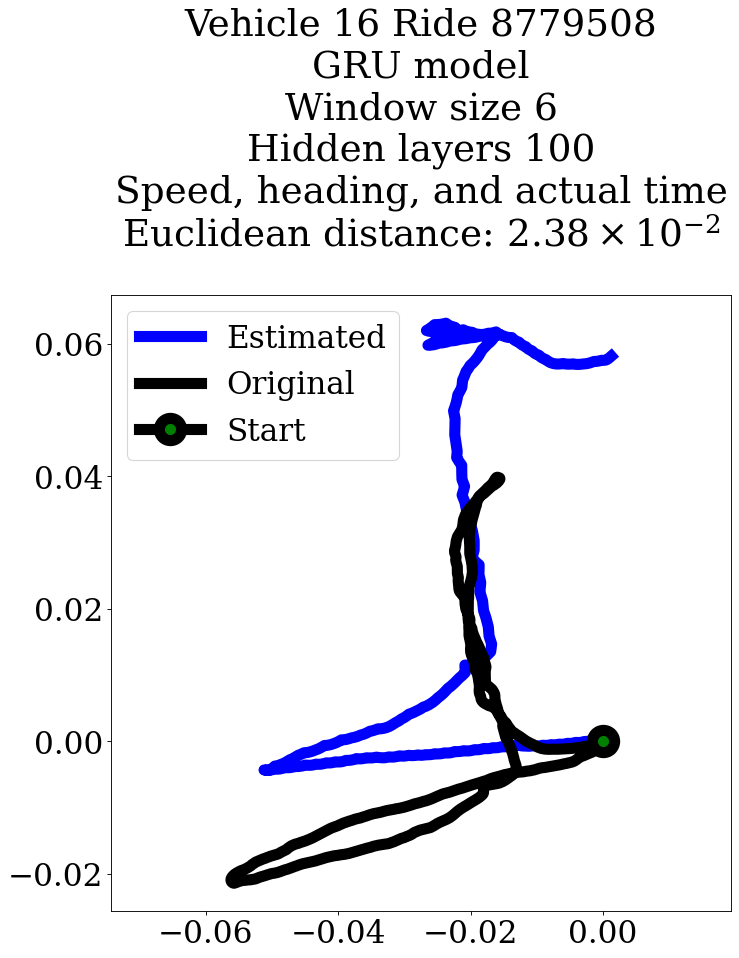 Vehicle 16 Ride 8779508
GRU model
Window size 6
Hidden layers 100
Speed, heading, and actual time
Euclidean distance: 2.38 × 10⁻²
Estimated
Original
Start
0.06
0.04
0.02
0.00
−0.02
−0.06
−0.04
−0.02
0.00